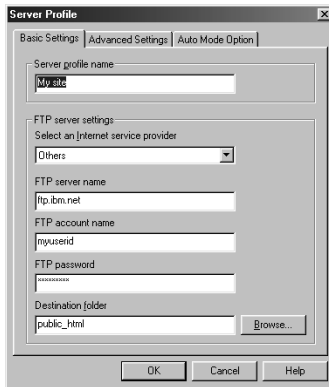 Server Profile
Basic Settings
Advanced Settings
Auto Mode Option
Server profile name
My site
FTP server settings
Select an Internet service provider
Others
FTP server name
ftp.ibm.net
FTP account name
myuserid
FTP password
xxxxxxxxx
Destination folder
public_html
Browse...
OK
Cancel
Help